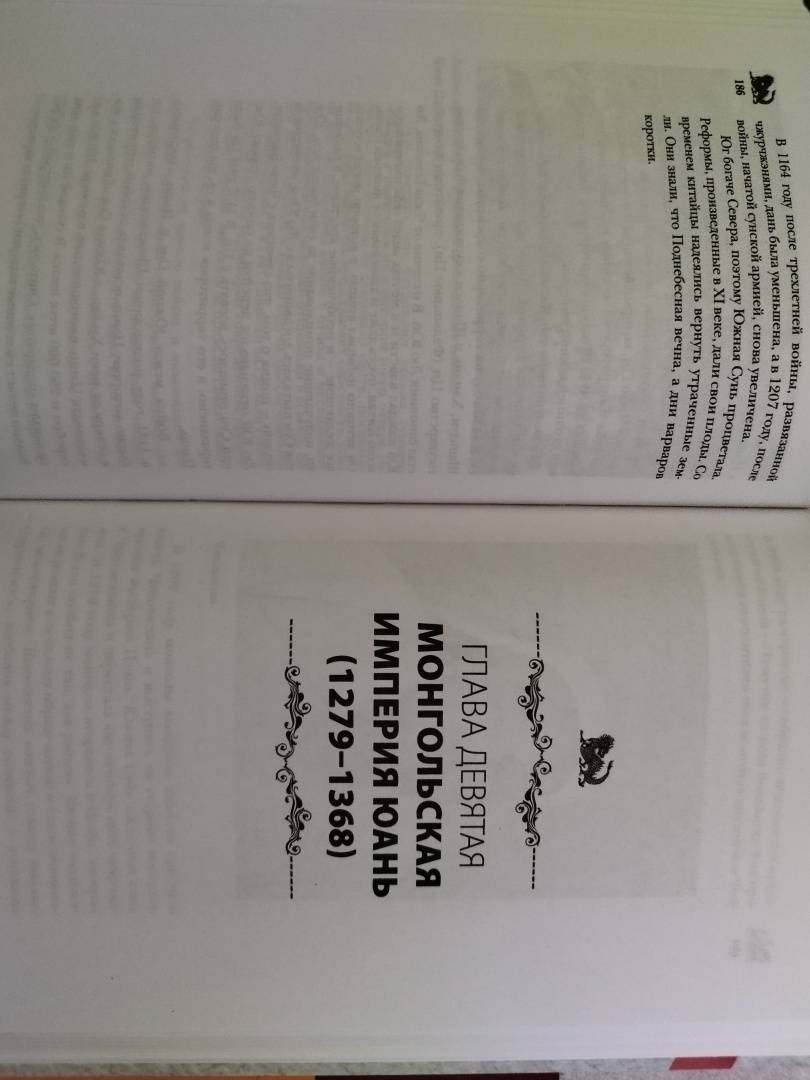 186
В 1164 году после трехлетней войны, развязанной
чжурчжэнями, дань была уменьшена, а в 1207 году, после
войны, начатой сунской армией, снова увеличена.
Юг богаче Севера, поэтому Южная Сунь процветала.
Реформы, произведенные в XI веке, дали свои плоды. Со
временем китайцы надеялись вернуть утраченные зем-
ли. Они знали, что Поднебесная вечна, а дни варваров
коротки.
ГЛАВА ДЕВЯТАЯ
МОНГОЛЬСКАЯ
ИМПЕРИЯ ЮАНЬ
(1279–1368)